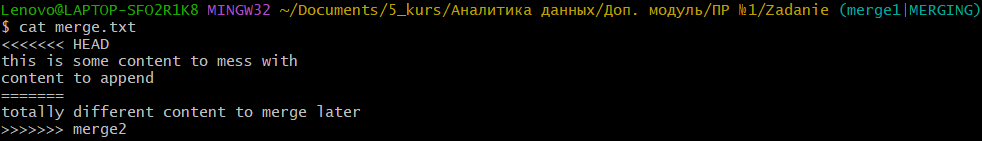 Lenovo@LAPTOP-SFO2R1K8 MINGW32 ~/Documents/5_kurs/Аналитика данных/Доп. модуль/ПР №1/Zadanie (merge1|MERGING)
$ cat merge.txt
<<<<<<< HEAD
this is some content to mess with
content to append
=======
totally different content to merge later
>>>>>>> merge2